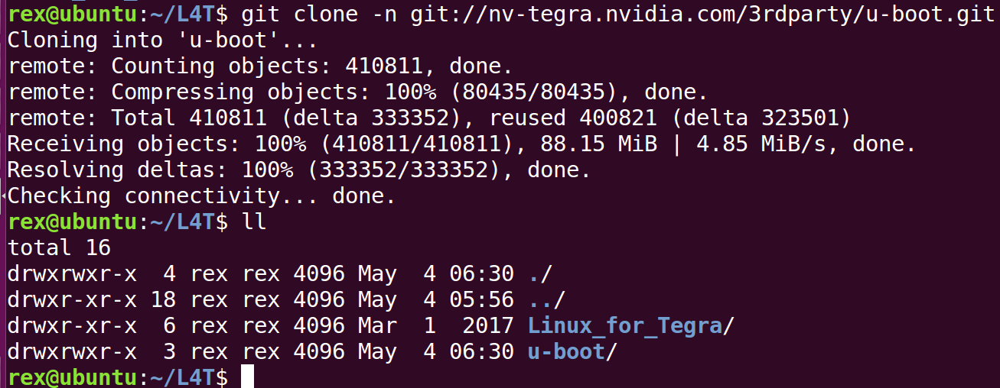 rex@ubuntu:~/L4T$ git clone -n git://nv-tegra.nvidia.com/3rdparty/u-boot.git
Cloning into 'u-boot'...
remote: Counting objects: 410811, done.
remote: Compressing objects: 100% (80435/80435), done.
remote: Total 410811 (delta 333352), reused 400821 (delta 323501)
Receiving objects: 100% (410811/410811), 88.15 MiB | 4.85 MiB/s, done.
Resolving deltas: 100% (333352/333352), done.
Checking connectivity... done.
rex@ubuntu:~/L4T$ ll
total 16
drwxrwxr-x  4 rex rex 4096 May  4 06:30 ./
drwxr-xr-x 18 rex rex 4096 May  4 05:56 ../
drwxr-xr-x  6 rex rex 4096 Mar  1  2017 Linux_for_Tegra/
drwxrwxr-x  3 rex rex 4096 May  4 06:30 u-boot/
rex@ubuntu:~/L4T$